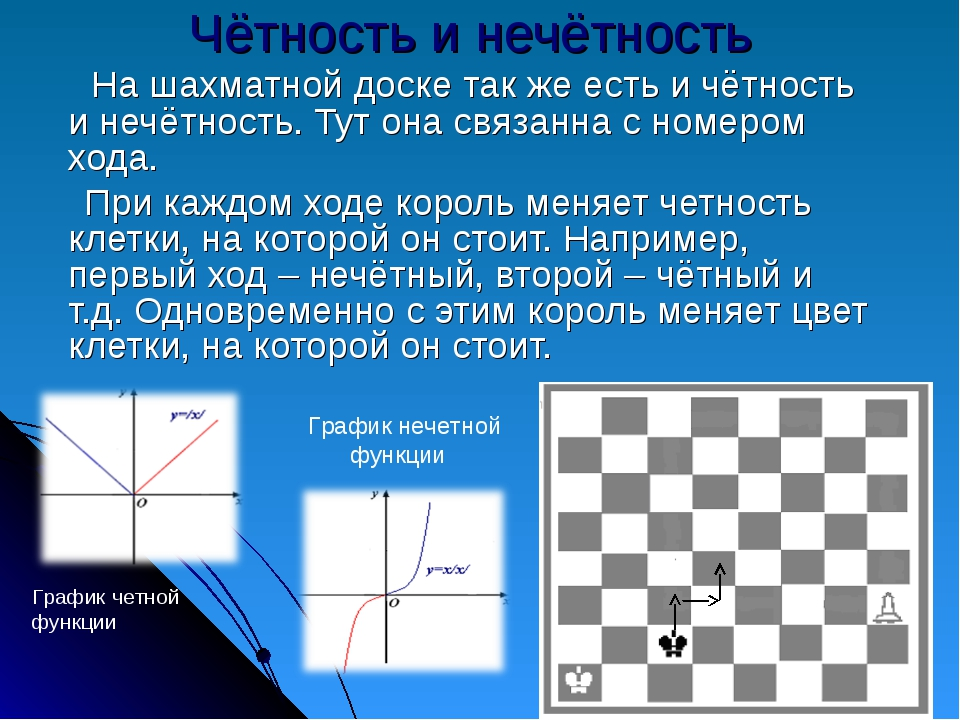 Чётность и нечётность
На шахматной доске так же есть и чётность
и нечётность. Тут она связанна с номером
хода.
При каждом ходе король меняет четность
клетки, на которой он стоит. Например,
первый ход – нечётный, второй – чётный и
т.д. Одновременно с этим король меняет цвет
клетки, на которой он стоит.
y
y=/x/
O
x
График четной
функции
График нечетной
функции
y
y=x/x/
O
x